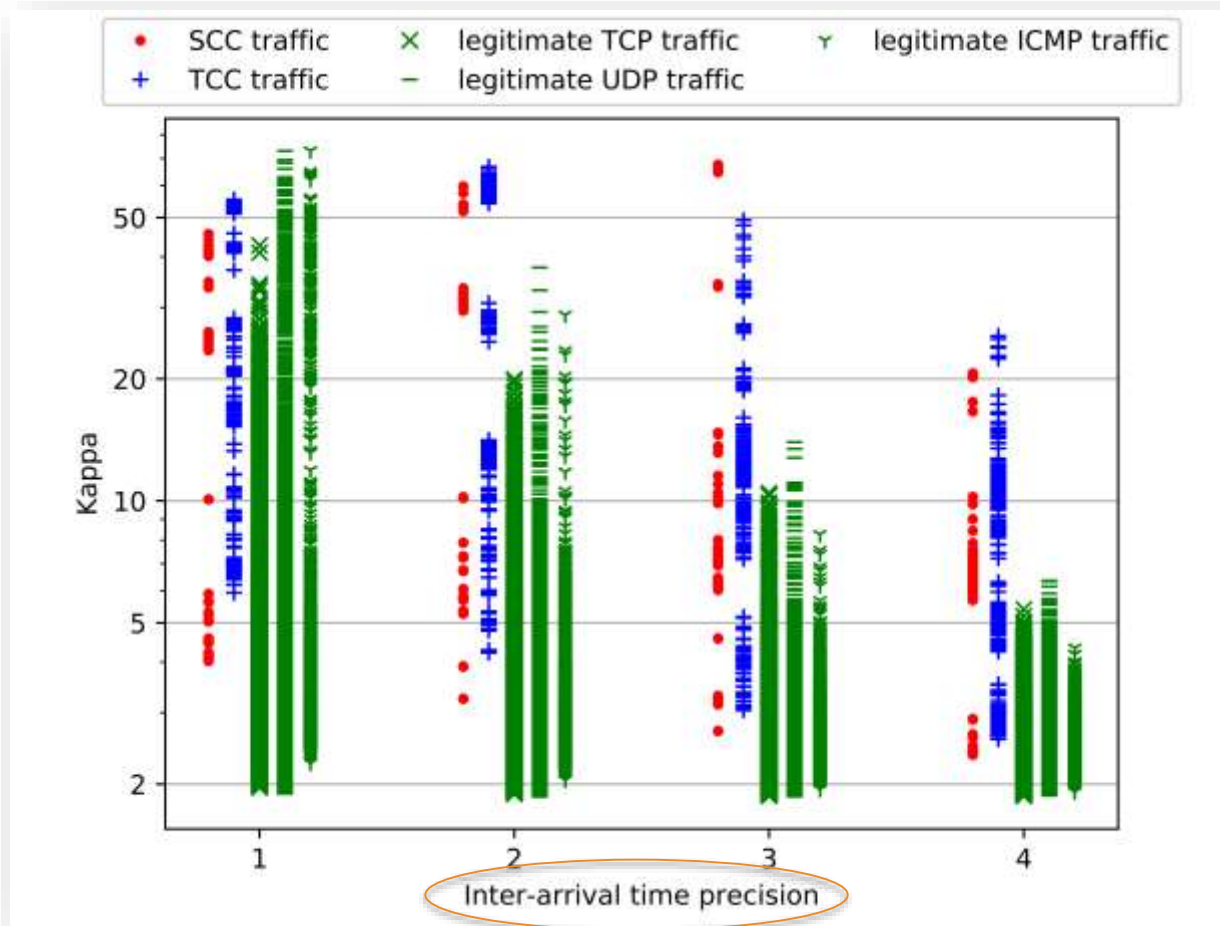 SCC traffic
TCC traffic
legitimate TCP traffic
legitimate UDP traffic
legitimate ICMP traffic
Kappa
50
20
10
5
2
1 2 3 4
Inter-arrival time precision